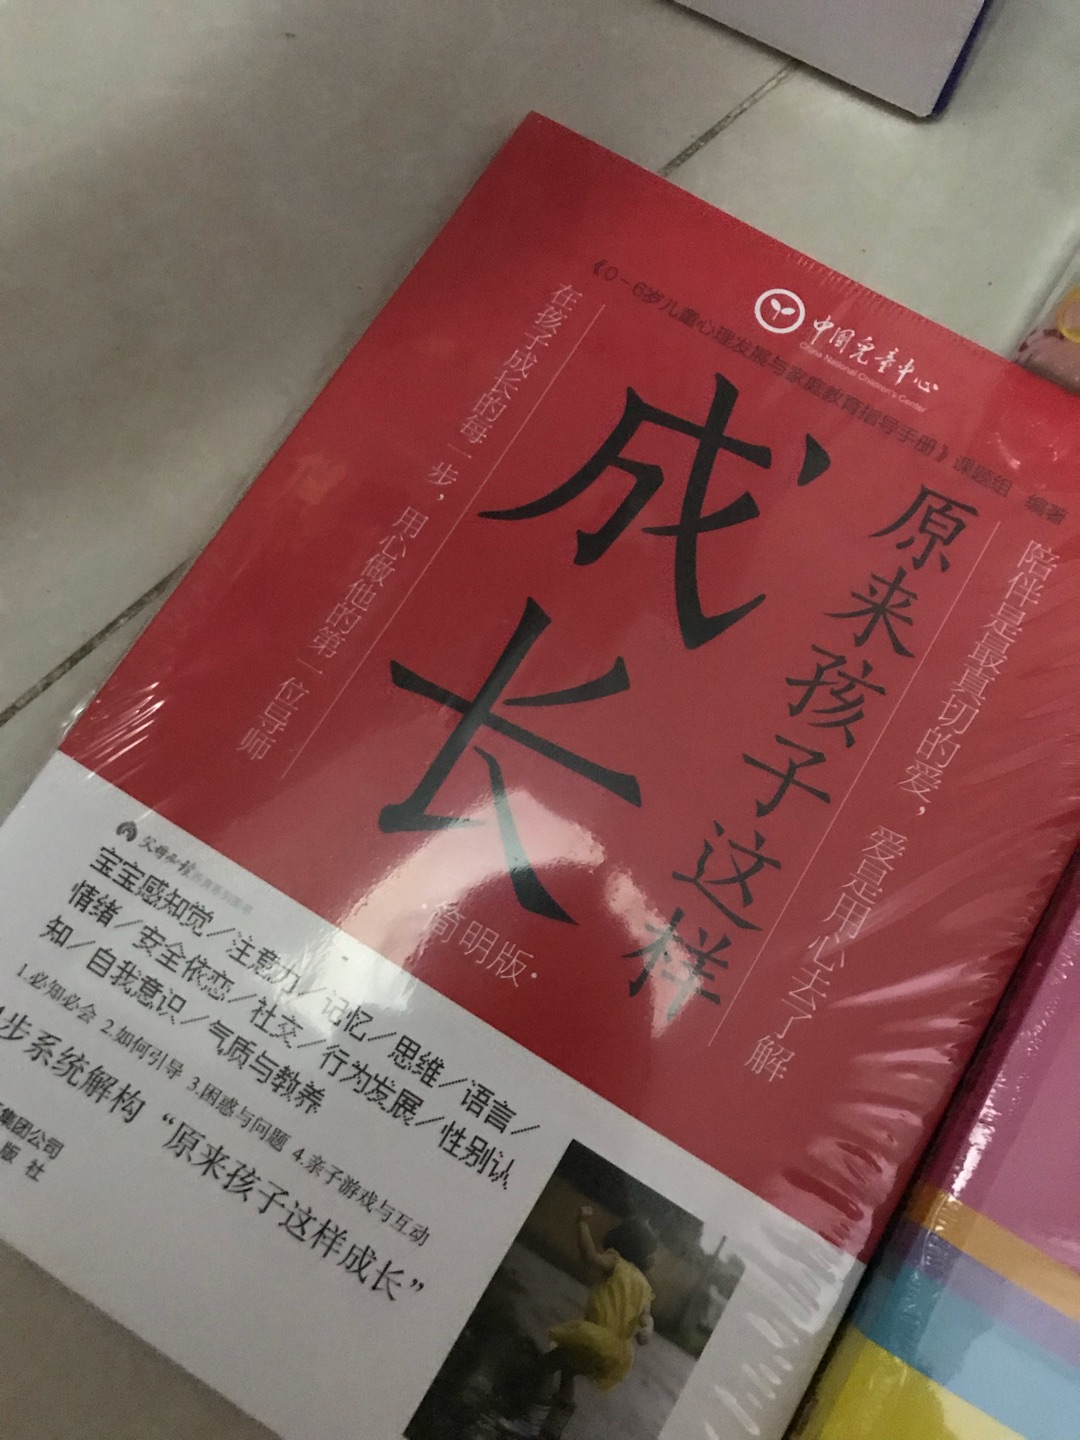 中国儿童中心
China National Children's Center
《0-6岁儿童心理发展与家庭教育指导手册》课题组 编著
陪伴是最真切的爱，爱是用心去了解
原来孩子这样
成长
·简明版·
在孩子成长的每一步，用心做他的第一位导师
父母必读
宝宝感知觉／注意力／记忆／思维／语言／
情绪／安全依恋／社交／行为发展／性别认
知／自我意识／气质与教养
1.必知必会 2.如何引导 3.困惑与问题 4.亲子游戏与互动
步系统解构“原来孩子这样成长”
集团公司
版社